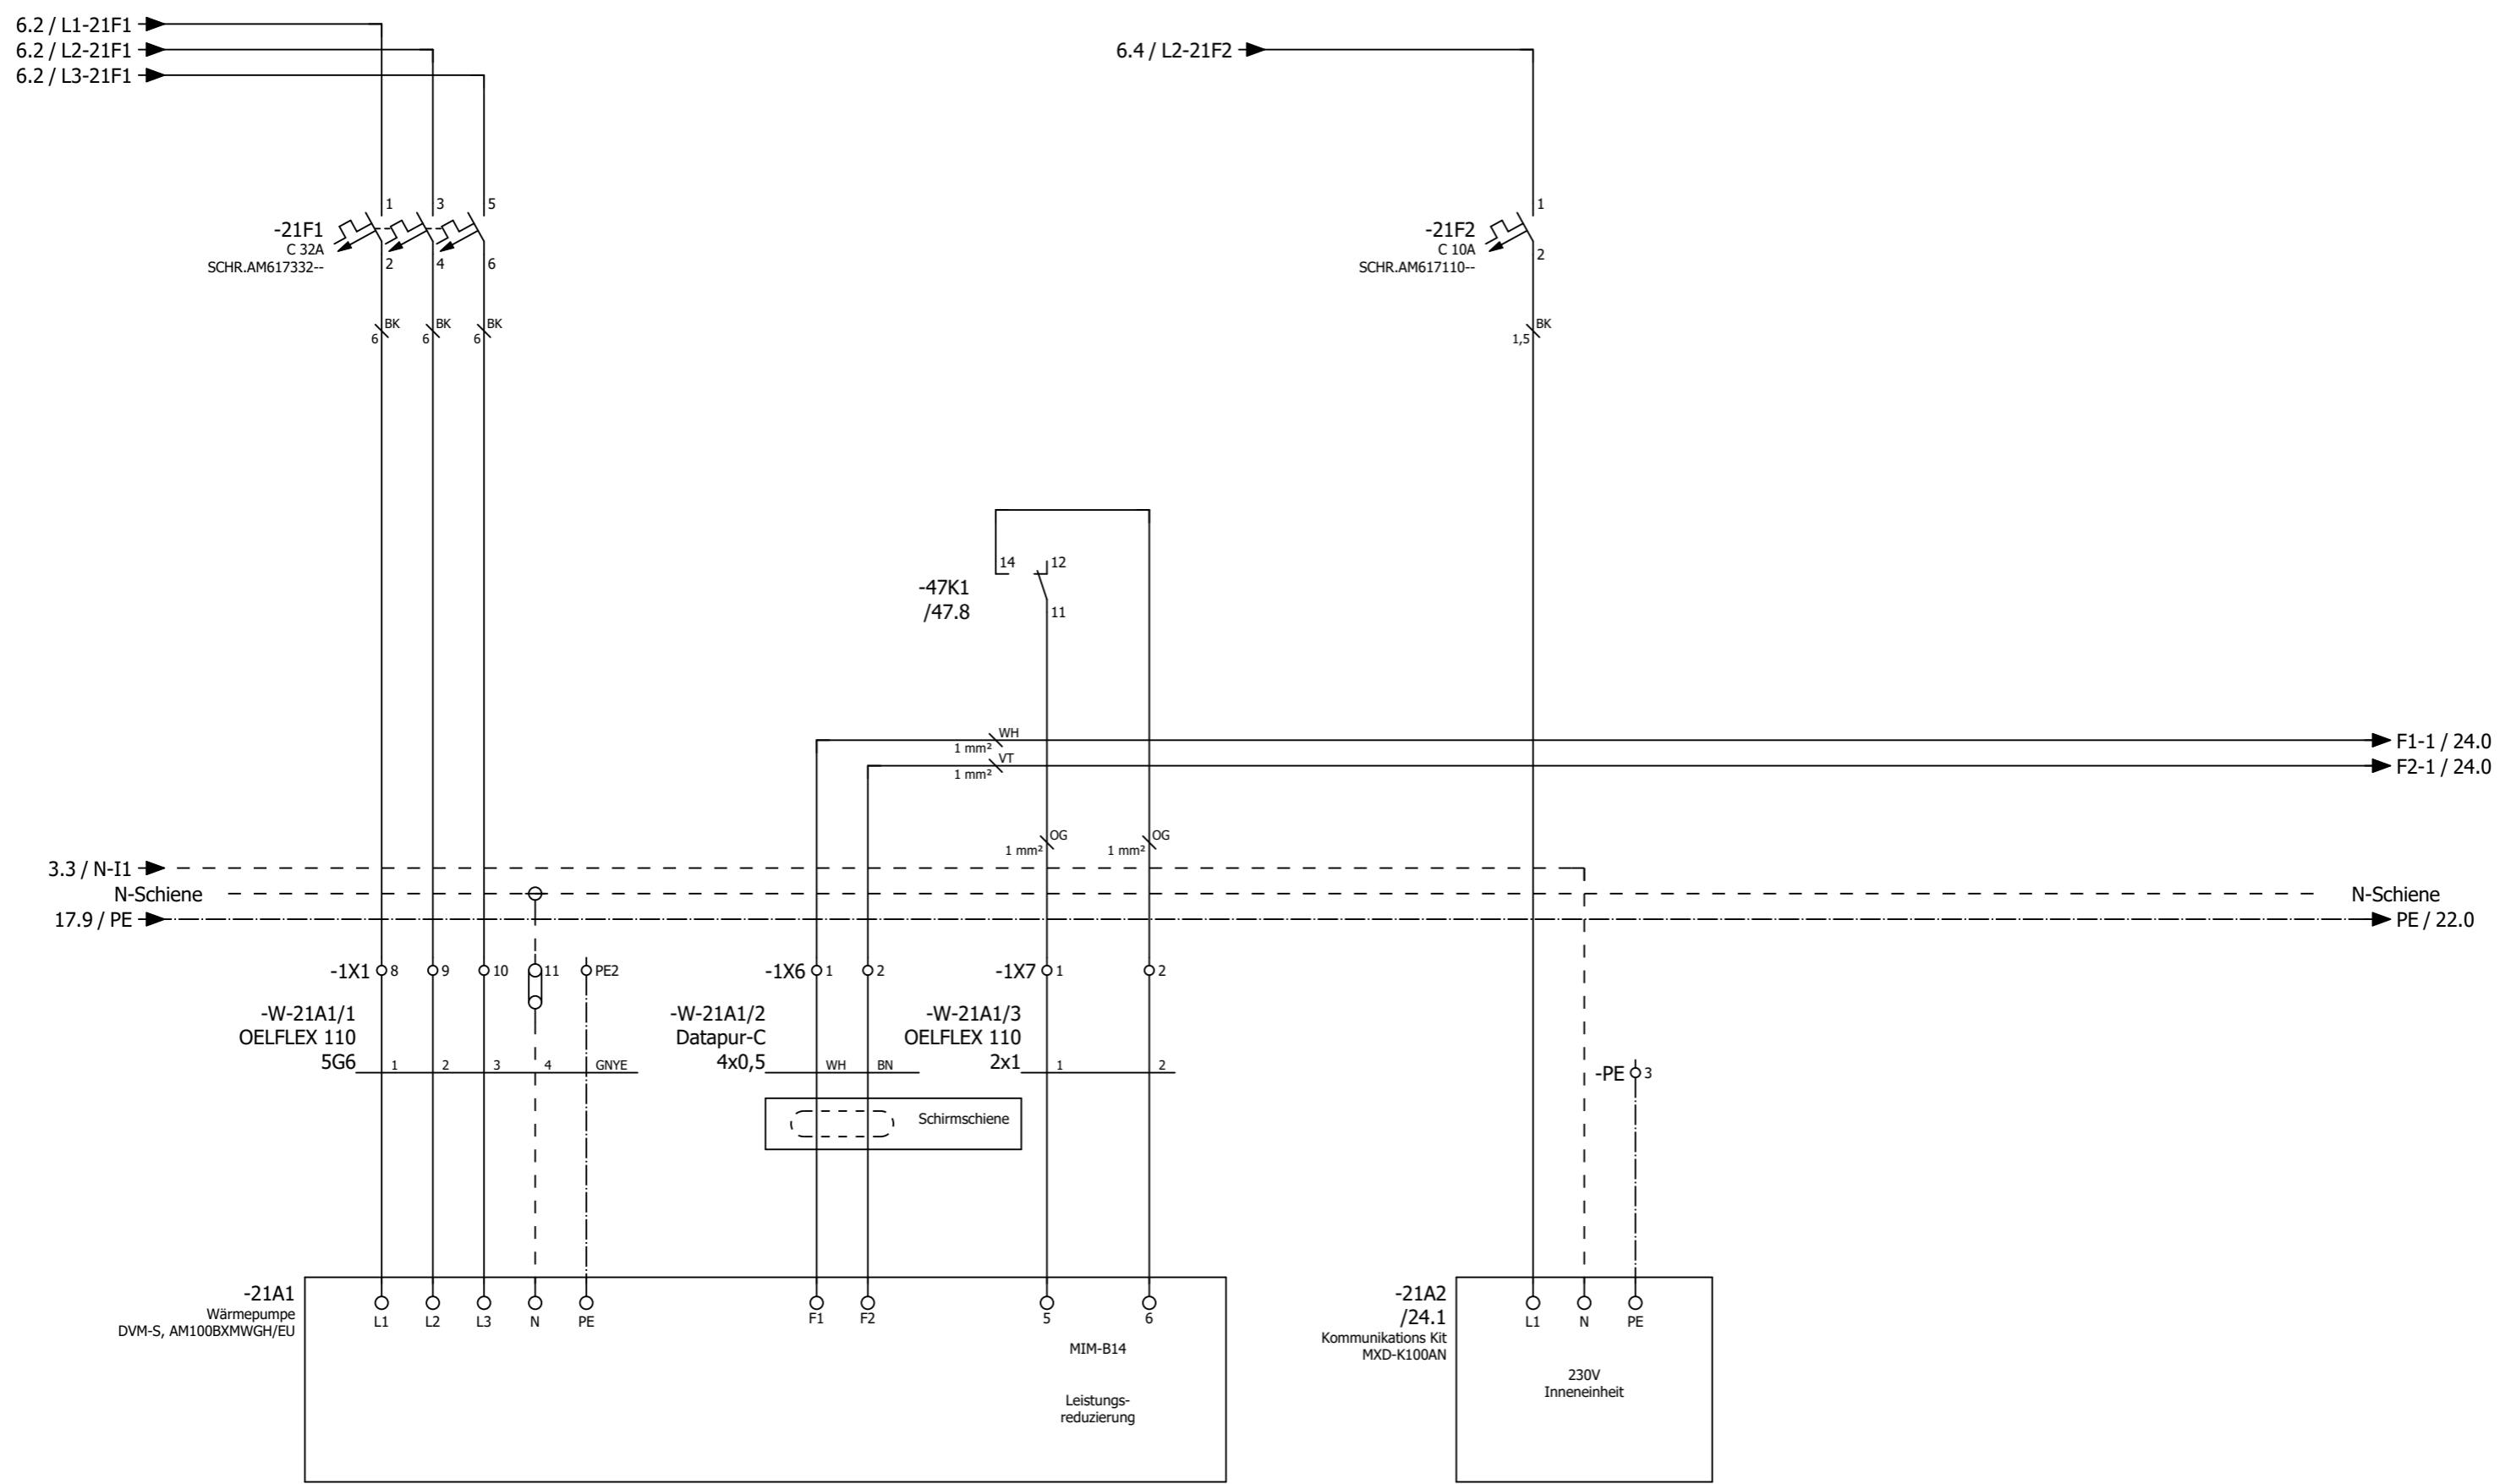 6.2 / L1-21F1
6.2 / L2-21F1
6.2 / L3-21F1
6.4 / L2-21F2
1
3
5
-21F1
C 32A
SCHR.AM617332--
2
4
6
1
-21F2
C 10A
SCHR.AM617110--
2
BK
6
BK
6
BK
6
BK
1,5
14
12
-47K1
/47.8
11
WH
1 mm²
F1-1 / 24.0
VT
1 mm²
F2-1 / 24.0
OG
1 mm²
OG
1 mm²
3.3 / N-I1
N-Schiene
N-Schiene
17.9 / PE
PE / 22.0
-1X1
8
9
10
11
PE2
-1X6
1
2
-1X7
1
2
-W-21A1/1
OELFLEX 110
5G6
1
2
3
4
GNYE
-W-21A1/2
Datapur-C
4x0,5
WH
BN
-W-21A1/3
OELFLEX 110
2x1
1
2
-PE
3
Schirmschiene
-21A1
Wärmepumpe
DVM-S, AM100BXMWGH/EU
L1
L2
L3
N
PE
F1
F2
5
6
MIM-B14
Leistungs-
reduzierung
-21A2
/24.1
Kommunikations Kit
MXD-K100AN
L1
N
PE
230V
Inneneinheit